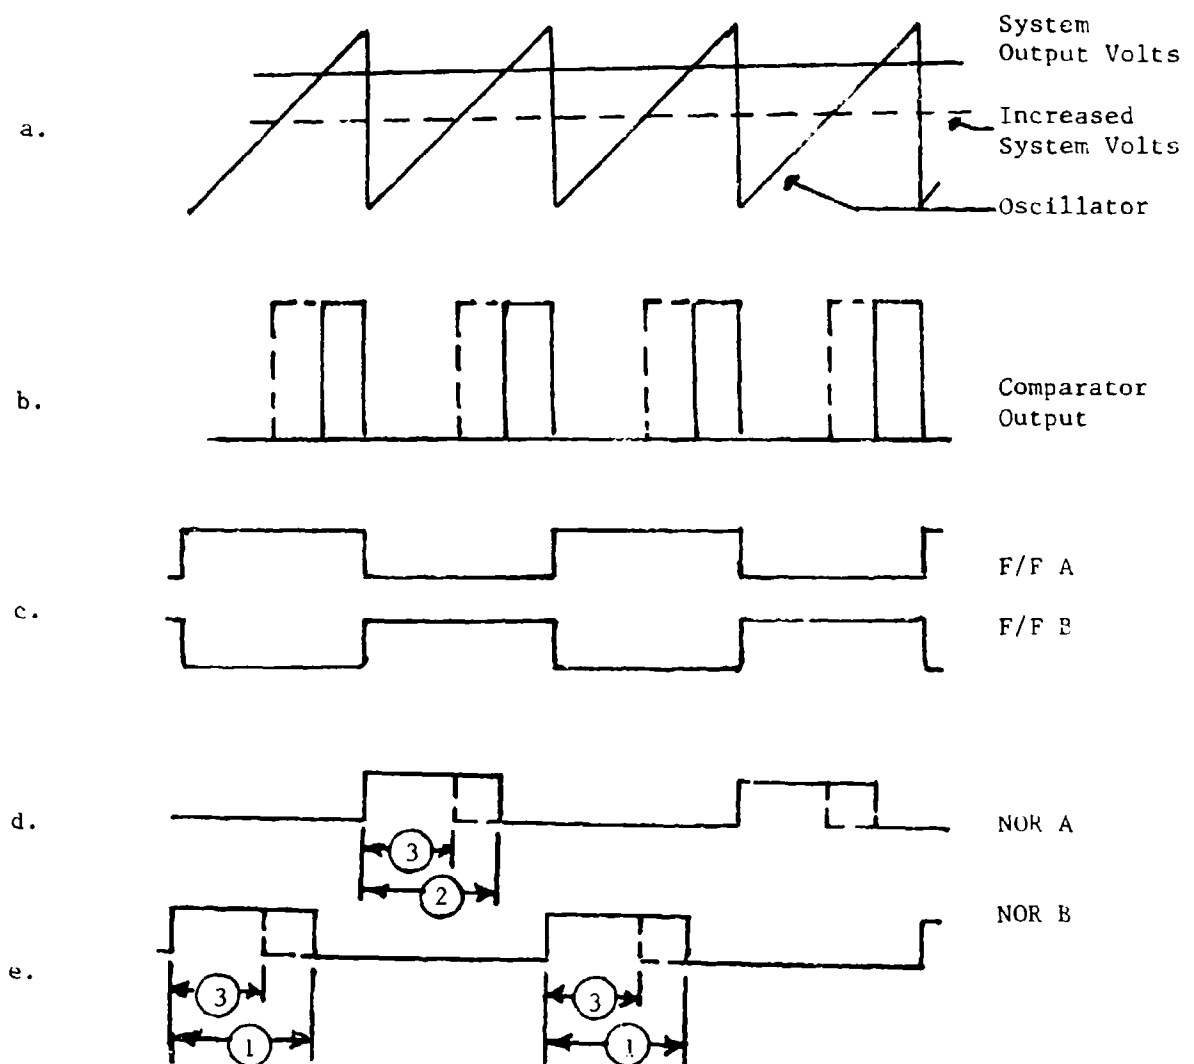 System
Output Volts
a.
Increased
System Volts
Oscillator
b.
Comparator
Output
F/F A
c.
F/F B
d.
NOR A
3
2
NOR B
e.
3
3
1
1